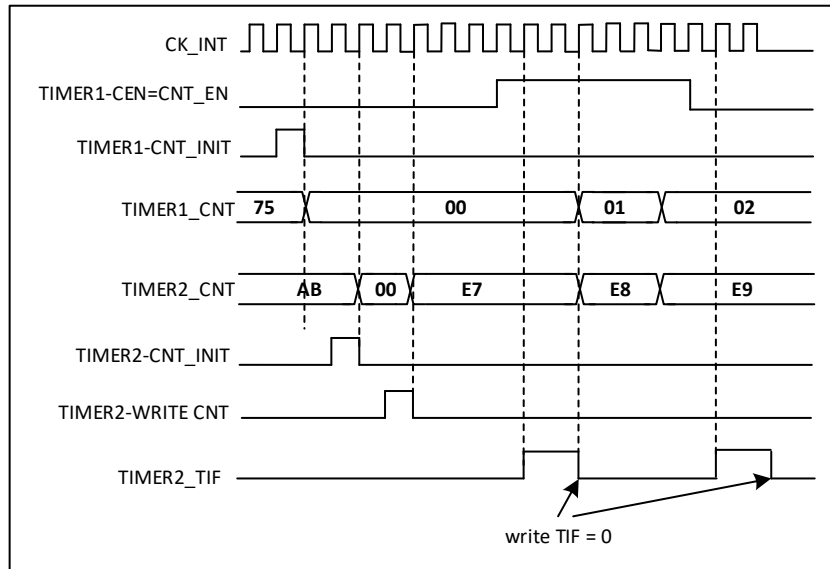 CK_INT
TIMER1-CEN=CNT_EN
TIMER1-CNT_INIT
TIMER1_CNT 75 00 01 02
TIMER2_CNT AB 00 E7 E8 E9
TIMER2-CNT_INIT
TIMER2-WRITE CNT
TIMER2_TIF
write TIF = 0